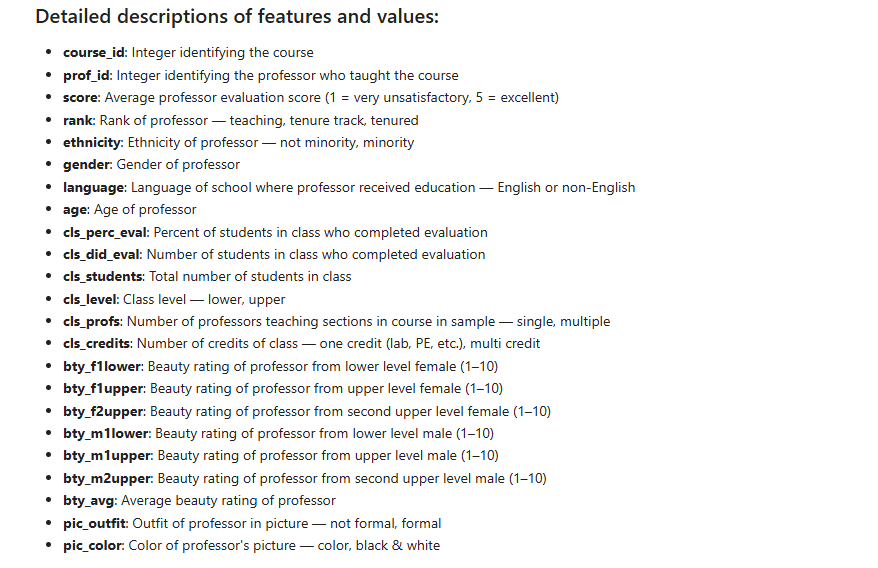 Detailed descriptions of features and values:
• course_id: Integer identifying the course
• prof_id: Integer identifying the professor who taught the course
• score: Average professor evaluation score (1 = very unsatisfactory, 5 = excellent)
• rank: Rank of professor — teaching, tenure track, tenured
• ethnicity: Ethnicity of professor — not minority, minority
• gender: Gender of professor
• language: Language of school where professor received education — English or non-English
• age: Age of professor
• cls_perc_eval: Percent of students in class who completed evaluation
• cls_did_eval: Number of students in class who completed evaluation
• cls_students: Total number of students in class
• cls_level: Class level — lower, upper
• cls_profs: Number of professors teaching sections in course in sample — single, multiple
• cls_credits: Number of credits of class — one credit (lab, PE, etc.), multi credit
• bty_f1lower: Beauty rating of professor from lower level female (1–10)
• bty_f1upper: Beauty rating of professor from upper level female (1–10)
• bty_f2upper: Beauty rating of professor from second upper level female (1–10)
• bty_m1lower: Beauty rating of professor from lower level male (1–10)
• bty_m1upper: Beauty rating of professor from upper level male (1–10)
• bty_m2upper: Beauty rating of professor from second upper level male (1–10)
• bty_avg: Average beauty rating of professor
• pic_outfit: Outfit of professor in picture — not formal, formal
• pic_color: Color of professor's picture — color, black & white